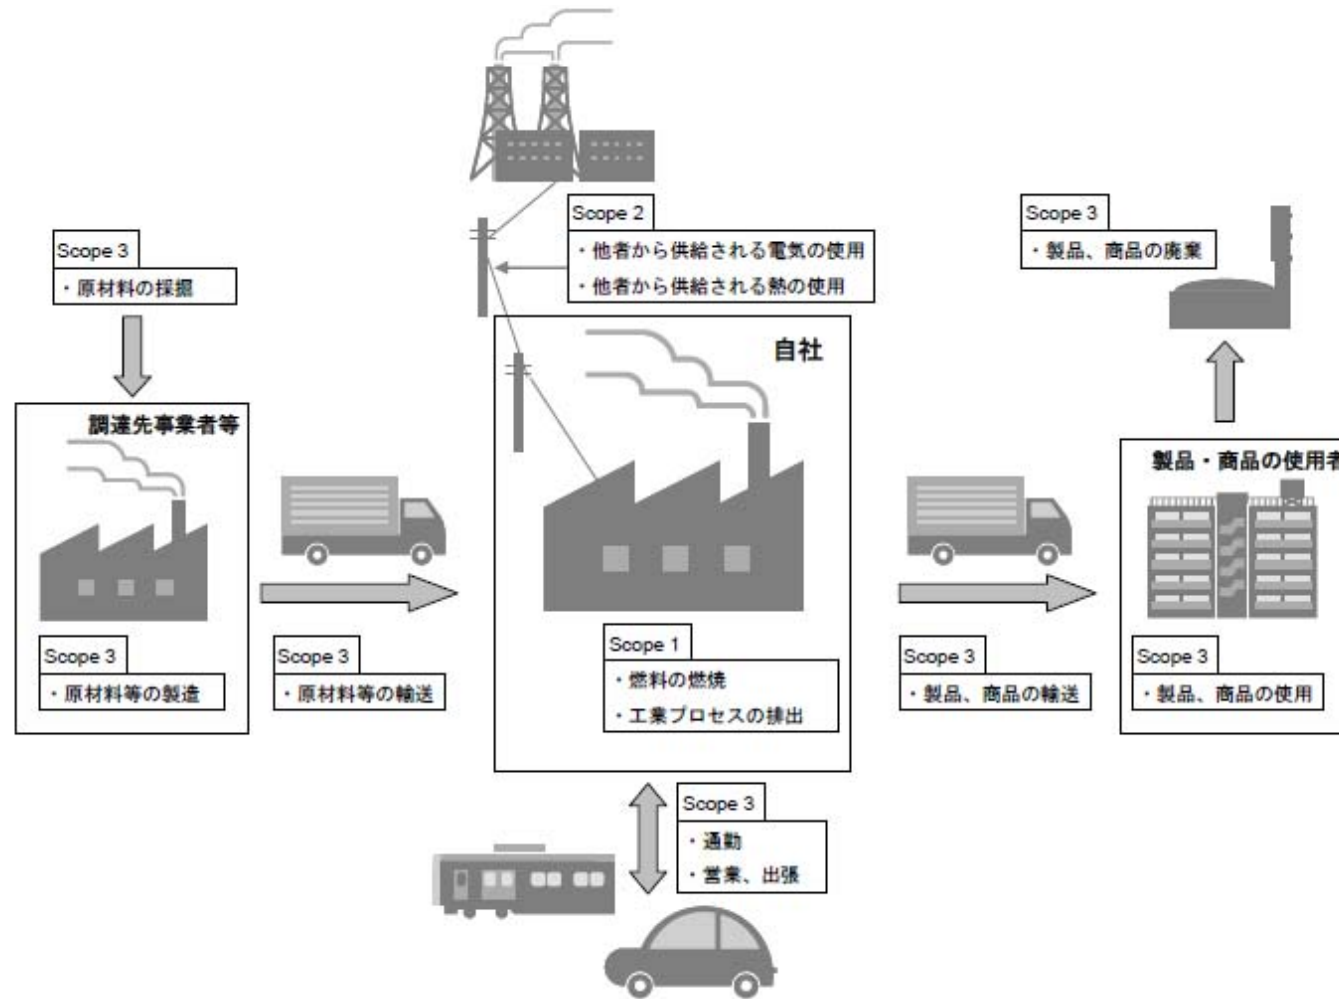 Scope 2
・他者から供給される電気の使用
・他者から供給される熱の使用
Scope 3
・原材料の採掘
Scope 3
・製品、商品の廃棄
自社
調達先事業者等
製品・商品の使用者
Scope 3
・原材料等の製造
Scope 3
・原材料等の輸送
Scope 1
・燃料の燃焼
・工業プロセスの排出
Scope 3
・製品、商品の輸送
Scope 3
・製品、商品の使用
Scope 3
・通勤
・営業、出張